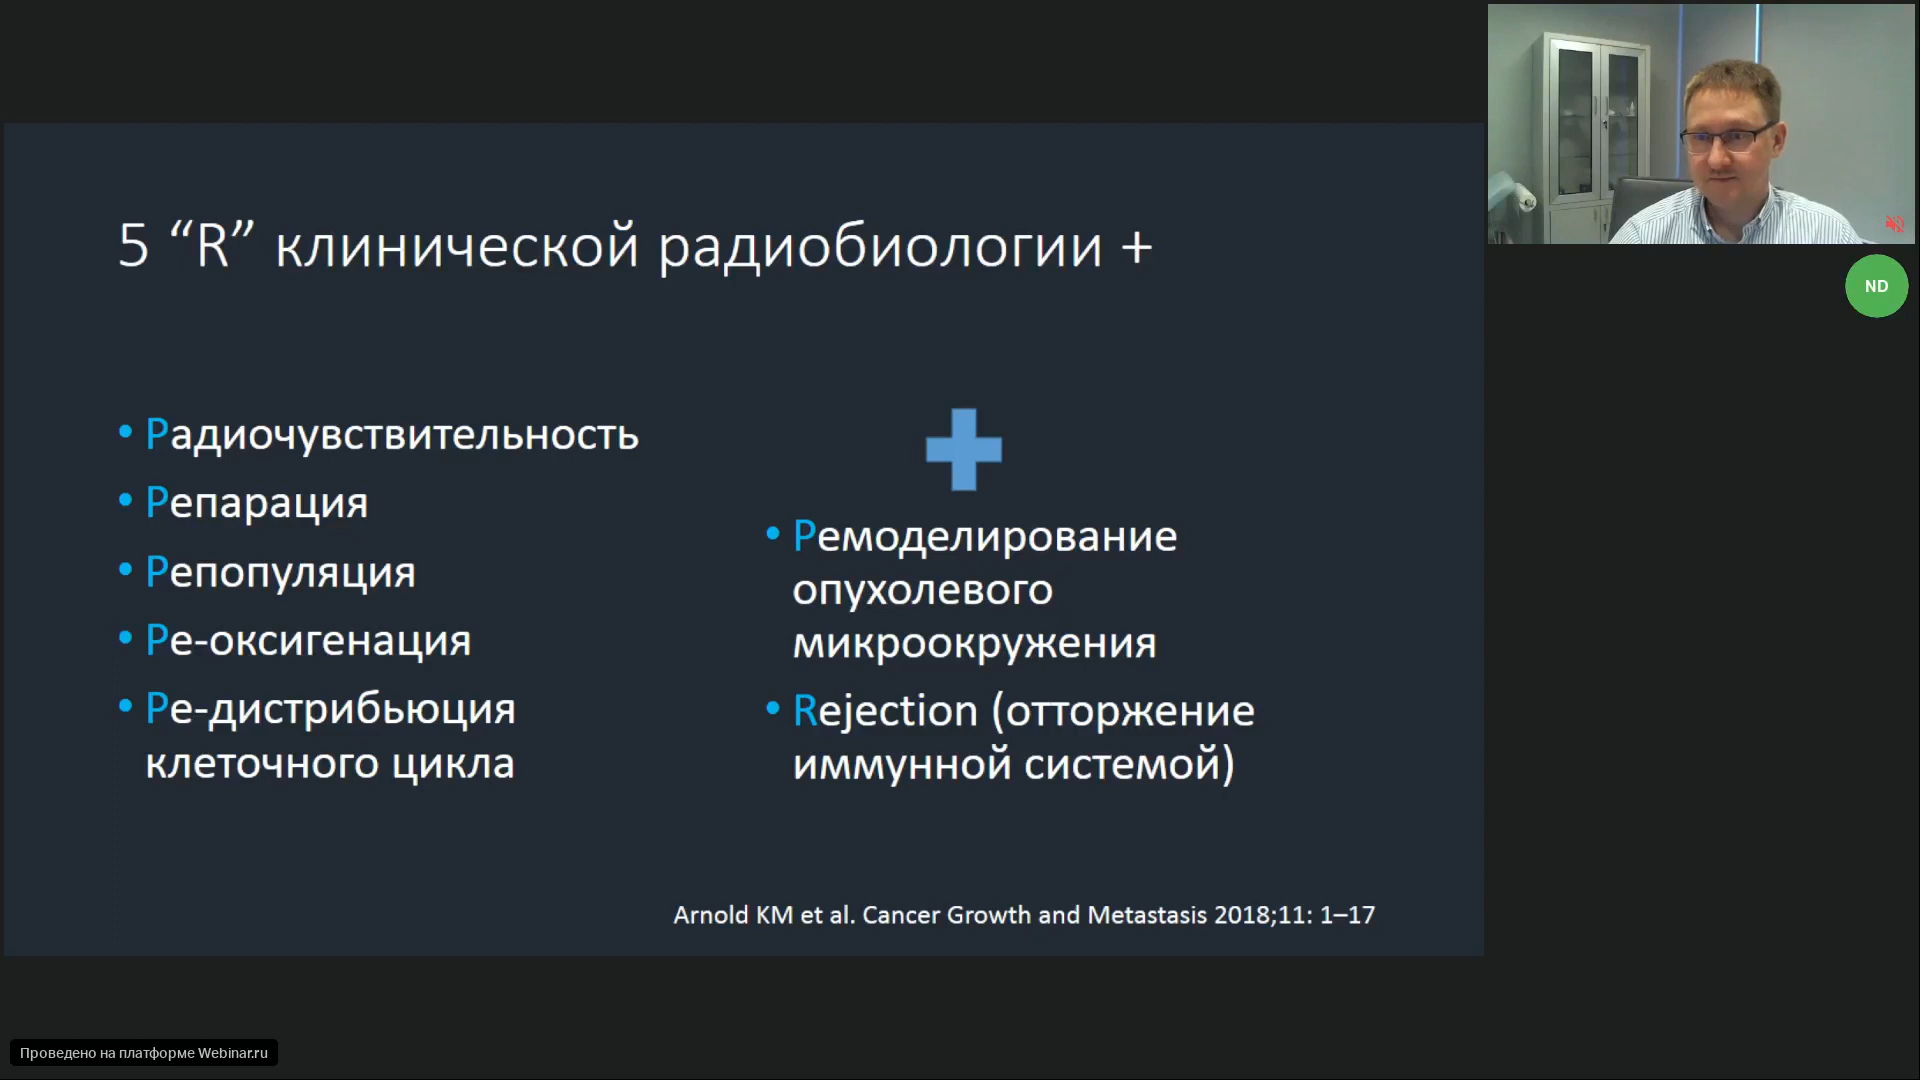 5 “R” клинической радиобиологии +
• Радиочувствительность
• Репарация
• Репопуляция
• Ре-оксигенация
• Ре-дистрибьюция
клеточного цикла
• Ремоделирование
опухолевого
микроокружения
• Rejection (отторжение
иммунной системой)
Arnold KM et al. Cancer Growth and Metastasis 2018;11: 1–17
ND
Проведено на платформе Webinar.ru